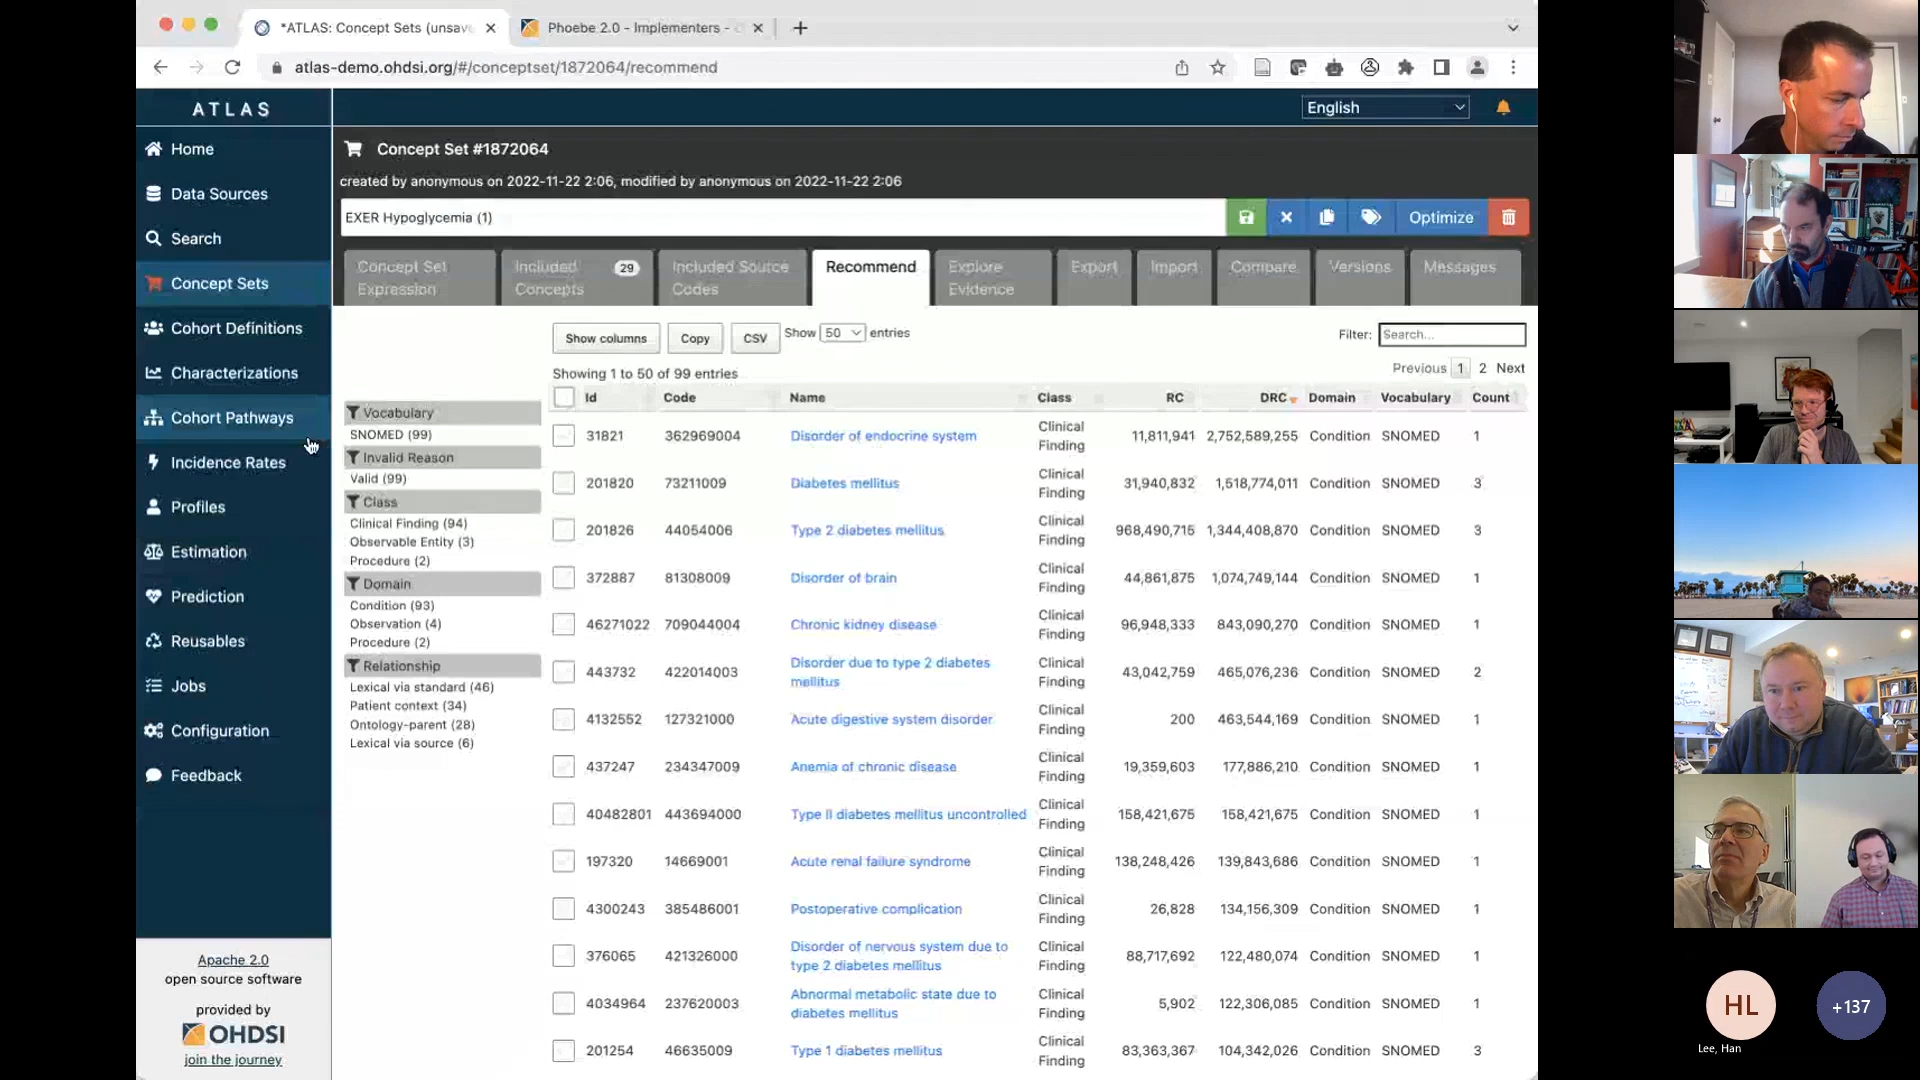 *ATLAS: Concept Sets (unsav
Phoebe 2.0 - Implementers -
atlas-demo.ohdsi.org/#/conceptset/1872064/recommend
ATLAS
English
Home
Data Sources
Search
Concept Sets
Cohort Definitions
Characterizations
Cohort Pathways
Incidence Rates
Profiles
Estimation
Prediction
Reusables
Jobs
Configuration
Feedback
Apache 2.0
open source software
provided by
OHDSI
join the journey
Concept Set #1872064
created by anonymous on 2022-11-22 2:06, modified by anonymous on 2022-11-22 2:06
EXER Hypoglycemia (1)
Optimize
Concept Set Expression
Included Concepts 29
Included Source Codes
Recommend
Explore Evidence
Export
Import
Compare
Versions
Messages
Show columns Copy CSV Show 50 entries
Filter: Search...
Showing 1 to 50 of 99 entries
Previous 1 2 Next
Vocabulary
SNOMED (99)
Invalid Reason
Valid (99)
Class
Clinical Finding (94)
Observable Entity (3)
Procedure (2)
Domain
Condition (93)
Observation (4)
Procedure (2)
Relationship
Lexical via standard (46)
Patient context (34)
Ontology-parent (28)
Lexical via source (6)
Id Code Name Class RC DRC Domain Vocabulary Count
31821 362969004 Disorder of endocrine system Clinical Finding 11,811,941 2,752,589,255 Condition SNOMED 1
201820 73211009 Diabetes mellitus Clinical Finding 31,940,832 1,518,774,011 Condition SNOMED 3
201826 44054006 Type 2 diabetes mellitus Clinical Finding 968,490,715 1,344,408,870 Condition SNOMED 3
372887 81308009 Disorder of brain Clinical Finding 44,861,875 1,074,749,144 Condition SNOMED 1
46271022 709044004 Chronic kidney disease Clinical Finding 96,948,333 843,090,270 Condition SNOMED 1
443732 422014003 Disorder due to type 2 diabetes mellitus Clinical Finding 43,042,759 465,076,236 Condition SNOMED 2
4132552 127321000 Acute digestive system disorder Clinical Finding 200 463,544,169 Condition SNOMED 1
437247 234347009 Anemia of chronic disease Clinical Finding 19,359,603 177,886,210 Condition SNOMED 1
40482801 443694000 Type II diabetes mellitus uncontrolled Clinical Finding 158,421,675 158,421,675 Condition SNOMED 1
197320 14669001 Acute renal failure syndrome Clinical Finding 138,248,426 139,843,686 Condition SNOMED 1
4300243 385486001 Postoperative complication Clinical Finding 26,828 134,156,309 Condition SNOMED 1
376065 421326000 Disorder of nervous system due to type 2 diabetes mellitus Clinical Finding 88,717,692 122,480,074 Condition SNOMED 1
4034964 237620003 Abnormal metabolic state due to diabetes mellitus Clinical Finding 5,902 122,306,085 Condition SNOMED 1
201254 46635009 Type 1 diabetes mellitus Clinical Finding 83,363,367 104,342,026 Condition SNOMED 3
HL
Lee, Han
+137